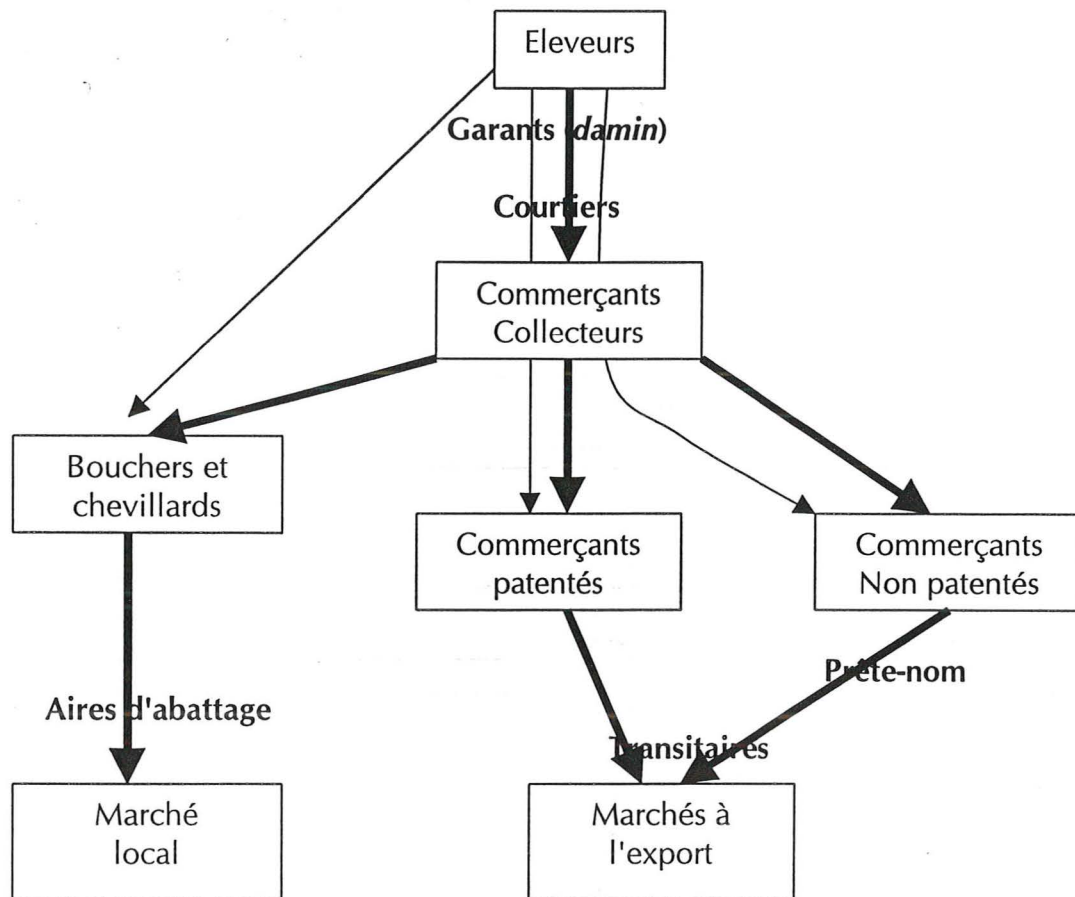 Eleveurs
Garants (damin)
Courtiers
Commerçants
Collecteurs
Bouchers et
chevillards
Commerçants
patentés
Commerçants
Non patentés
Prête-nom
Aires d'abattage
Transitaires
Marché
local
Marchés à
l'export